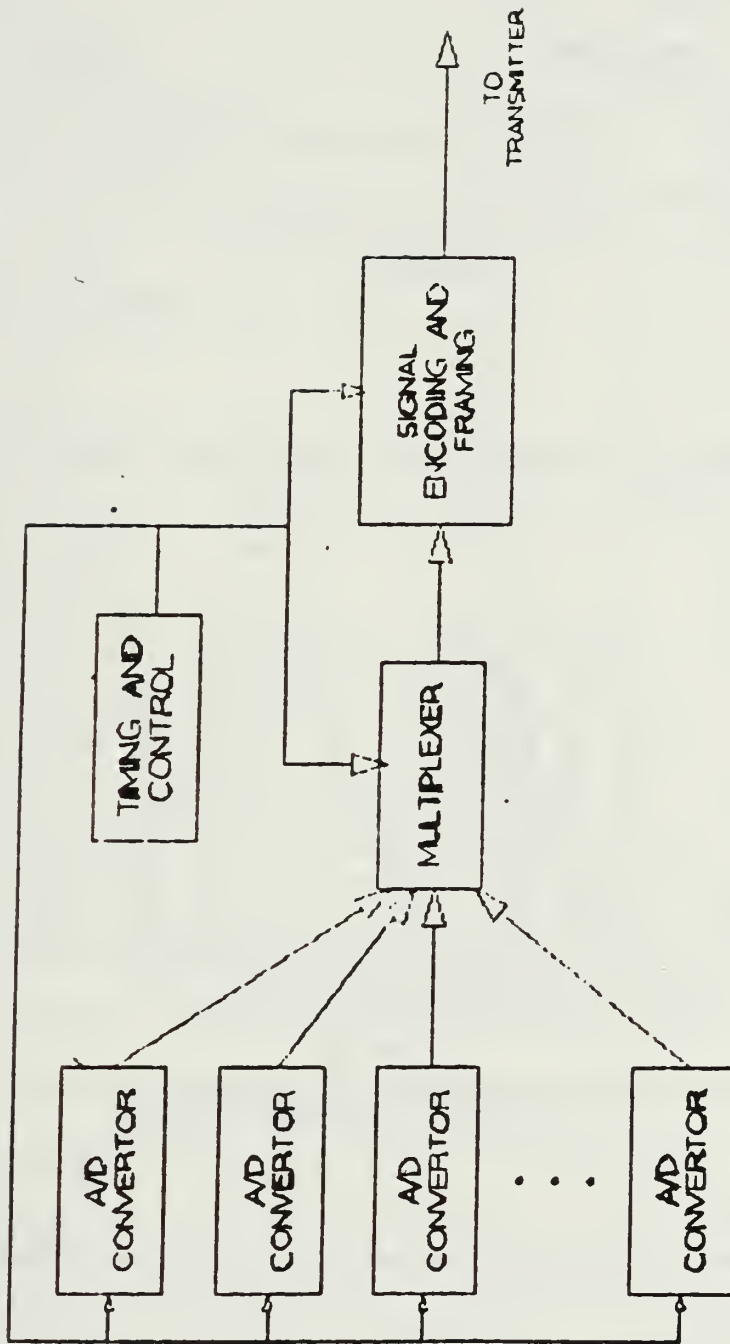 TIMING AND
CONTROL
A/D
CONVERTOR
A/D
CONVERTOR
A/D
CONVERTOR
A/D
CONVERTOR
MULTIPLEXER
SIGNAL
ENCODING AND
FRAMING
TO
TRANSMITTER